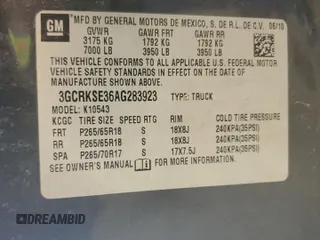 GM
MFD BY GENERAL MOTORS DE MEXICO, S. DE R.L. DE C.V. 06/10
GVWR GAWR FRT GAWR RR
3175 KG 1792 KG 1792 KG
7000 LB 3950 LB 3950 LB
THIS VEHICLE CONFORMS TO ALL APPLICABLE U.S. FEDERAL MOTOR
VEHICLE SAFETY STANDARDS IN EFFECT ON THE DATE OF
MANUFACTURE SHOWN ABOVE.
3GCRKSE36AG283923 TYPE: TRUCK
MODEL: K10543
KCGC TIRE SIZE SPEED RTG RIM COLD TIRE PRESSURE
FRT P265/65R18 S 18X8J 240KPA(35PSI)
RR P265/65R18 S 18X8J 240KPA(35PSI)
SPA P265/70R17 S 17X7.5J 240KPA(35PSI)
SEE OWNER'S MANUAL FOR MORE INFORMATION.
DREAMBID